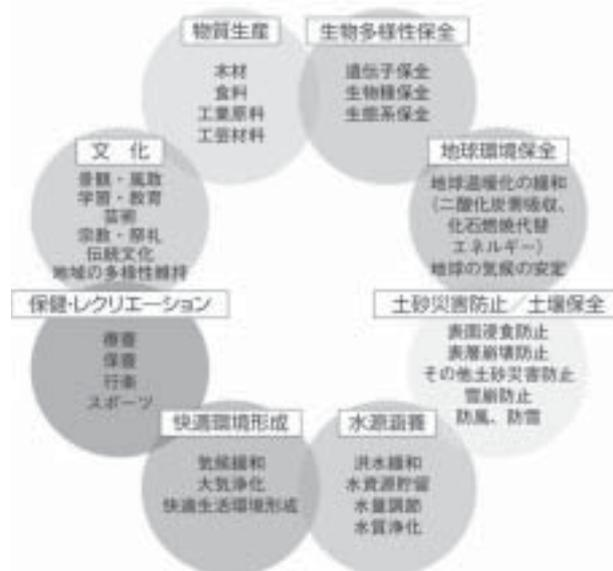 物質生産
木材
食料
工業原料
工芸材料
生物多様性保全
遺伝子保全
生物種保全
生態系保全
地球環境保全
地球温暖化の緩和
(二酸化炭素吸収、
化石燃焼代替
エネルギー)
地球の気候の安定
土砂災害防止／土壌保全
表面浸食防止
表層崩壊防止
その他土砂災害防止
雪崩防止
防風、防雪
水源涵養
洪水緩和
水資源貯留
水量調節
水質浄化
快適環境形成
気候緩和
大気浄化
快適生活環境形成
保健・レクリエーション
療養
保養
行楽
スポーツ
文 化
景観・風致
学習・教育
芸術
宗教・祭礼
伝統文化
地域の多様性維持